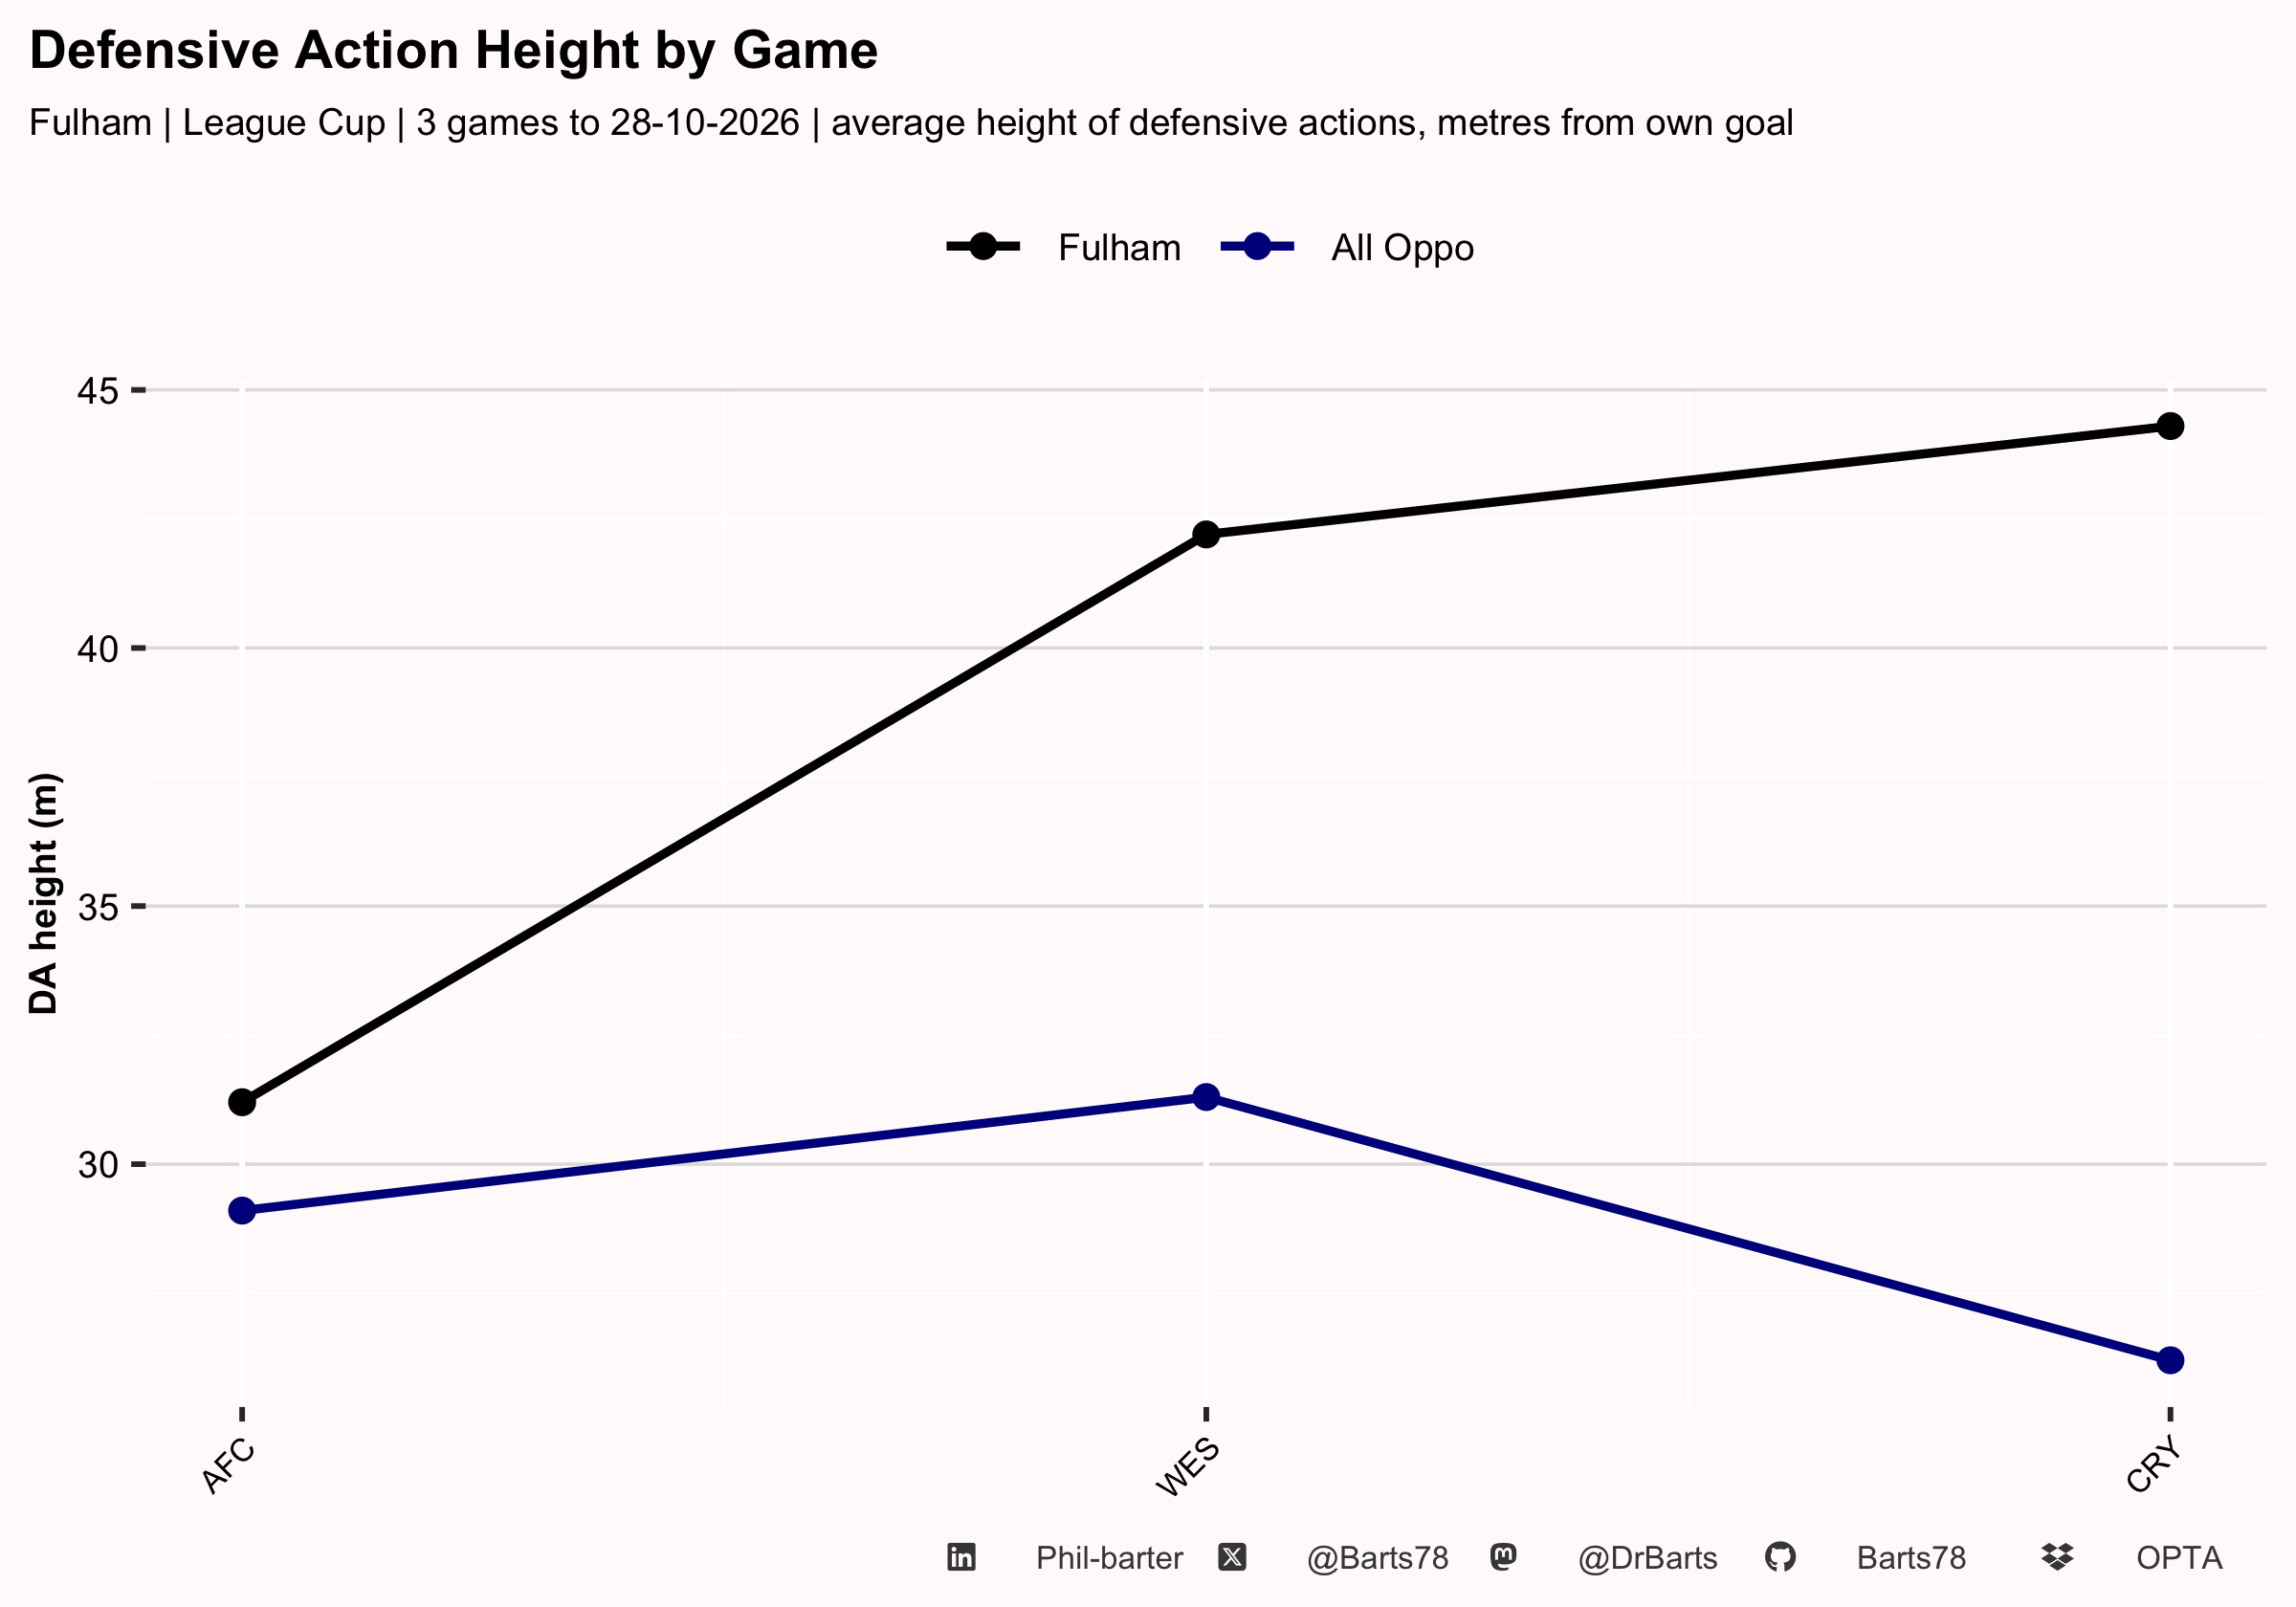 Defensive Action Height by Game
Fulham | League Cup | 3 games to 28-10-2026 | average height of defensive actions, metres from own goal
Fulham All Oppo
45
40
35
30
DA height (m)
AFC WES CRY
Phil-barter @Barts78 @DrBarts Barts78 OPTA